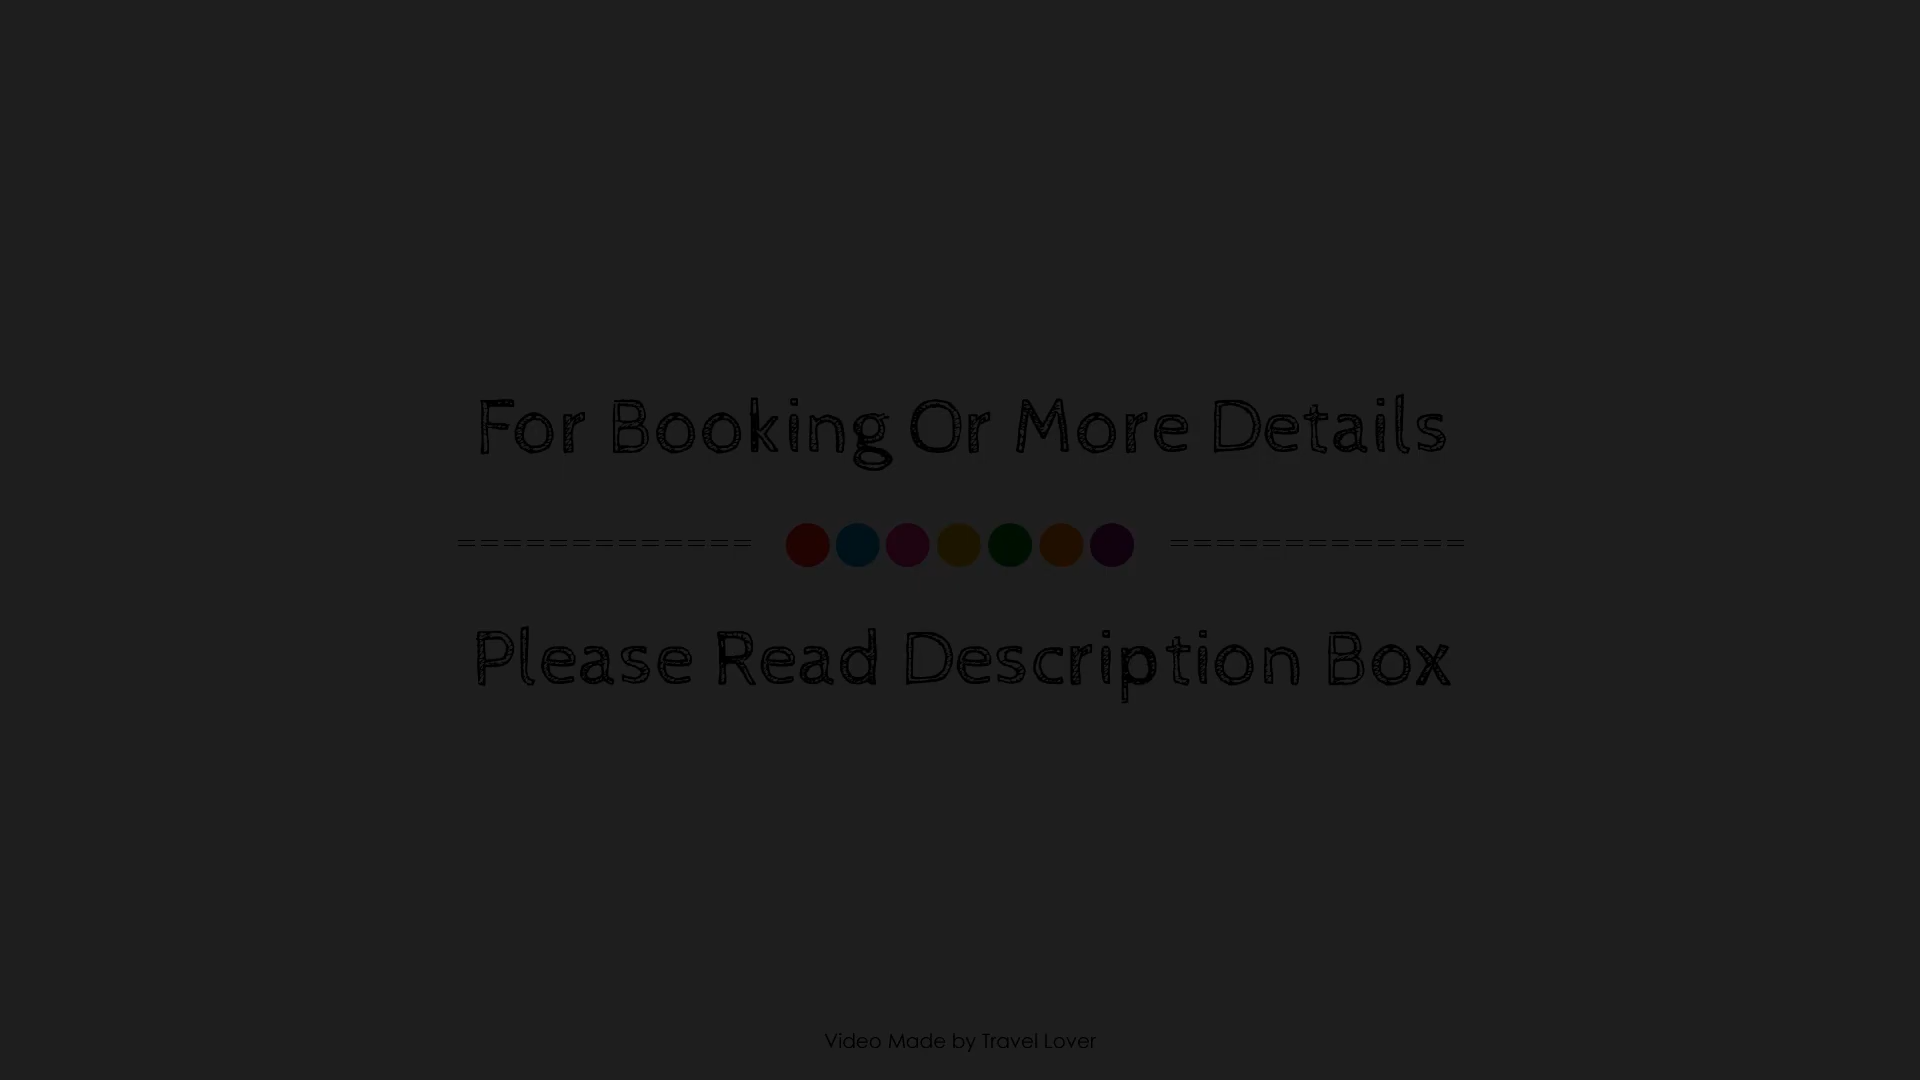 For Booking Or More Details
============= =============
Please Read Description Box
Video Made by Travel Lover